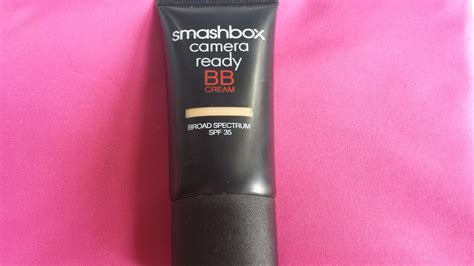 smashbox
camera
ready
BB
CREAM
BROAD SPECTRUM
SPF 35